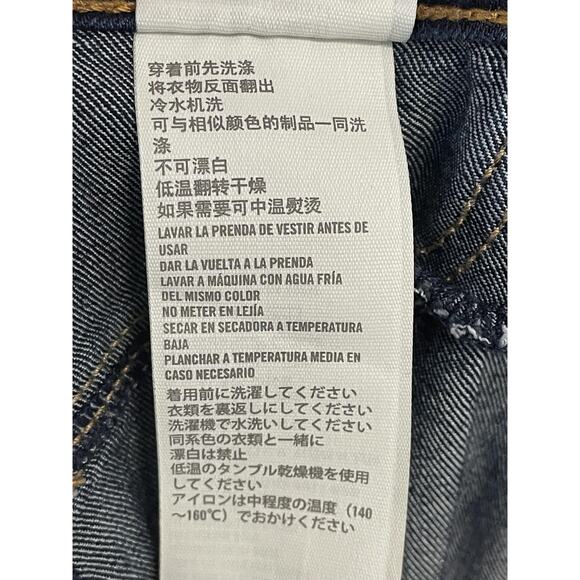 穿着前先洗涤
将衣物反面翻出
冷水机洗
可与相似颜色的制品一同洗
涤
不可漂白
低温翻转干燥
如果需要可中温熨烫
LAVAR LA PRENDA DE VESTIR ANTES DE
USAR
DAR LA VUELTA A LA PRENDA
LAVAR A MÁQUINA CON AGUA FRÍA
DEL MISMO COLOR
NO METER EN LEJÍA
SECAR EN SECADORA A TEMPERATURA
BAJA
PLANCHAR A TEMPERATURA MEDIA EN
CASO NECESARIO
着用前に洗濯してください
衣類を裏返しにしてください
洗濯機で水洗いしてください
同系色の衣類と一緒に
漂白は禁止
低温のタンブル乾燥機を使用
してください
アイロンは中程度の温度（140
～160℃）でおかけください